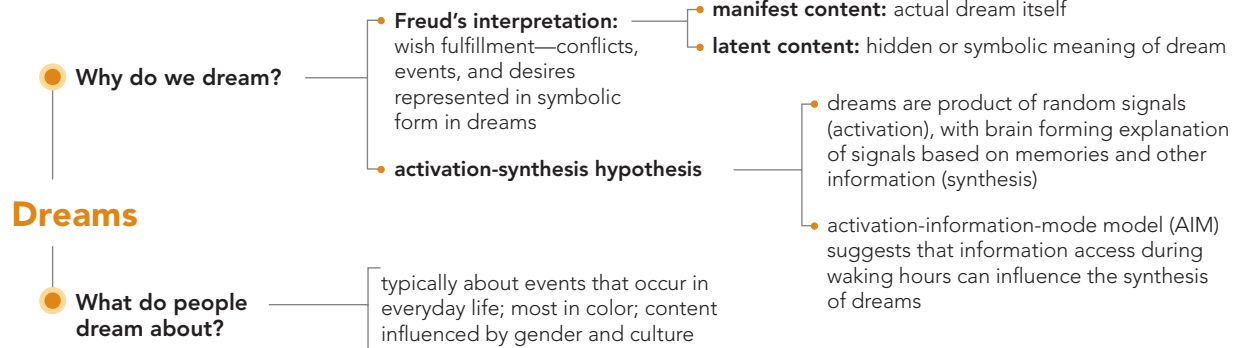 Dreams
Why do we dream?
Freud's interpretation:
wish fulfillment—conflicts,
events, and desires
represented in symbolic
form in dreams
manifest content: actual dream itself
latent content: hidden or symbolic meaning of dream
activation-synthesis hypothesis
dreams are product of random signals
(activation), with brain forming explanation
of signals based on memories and other
information (synthesis)
activation-information-mode model (AIM)
suggests that information access during
waking hours can influence the synthesis
of dreams
What do people
dream about?
typically about events that occur in
everyday life; most in color; content
influenced by gender and culture